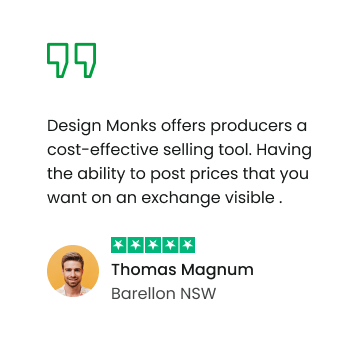 Design Monks offers producers a
cost-effective selling tool. Having
the ability to post prices that you
want on an exchange visible .
Thomas Magnum
Barellon NSW